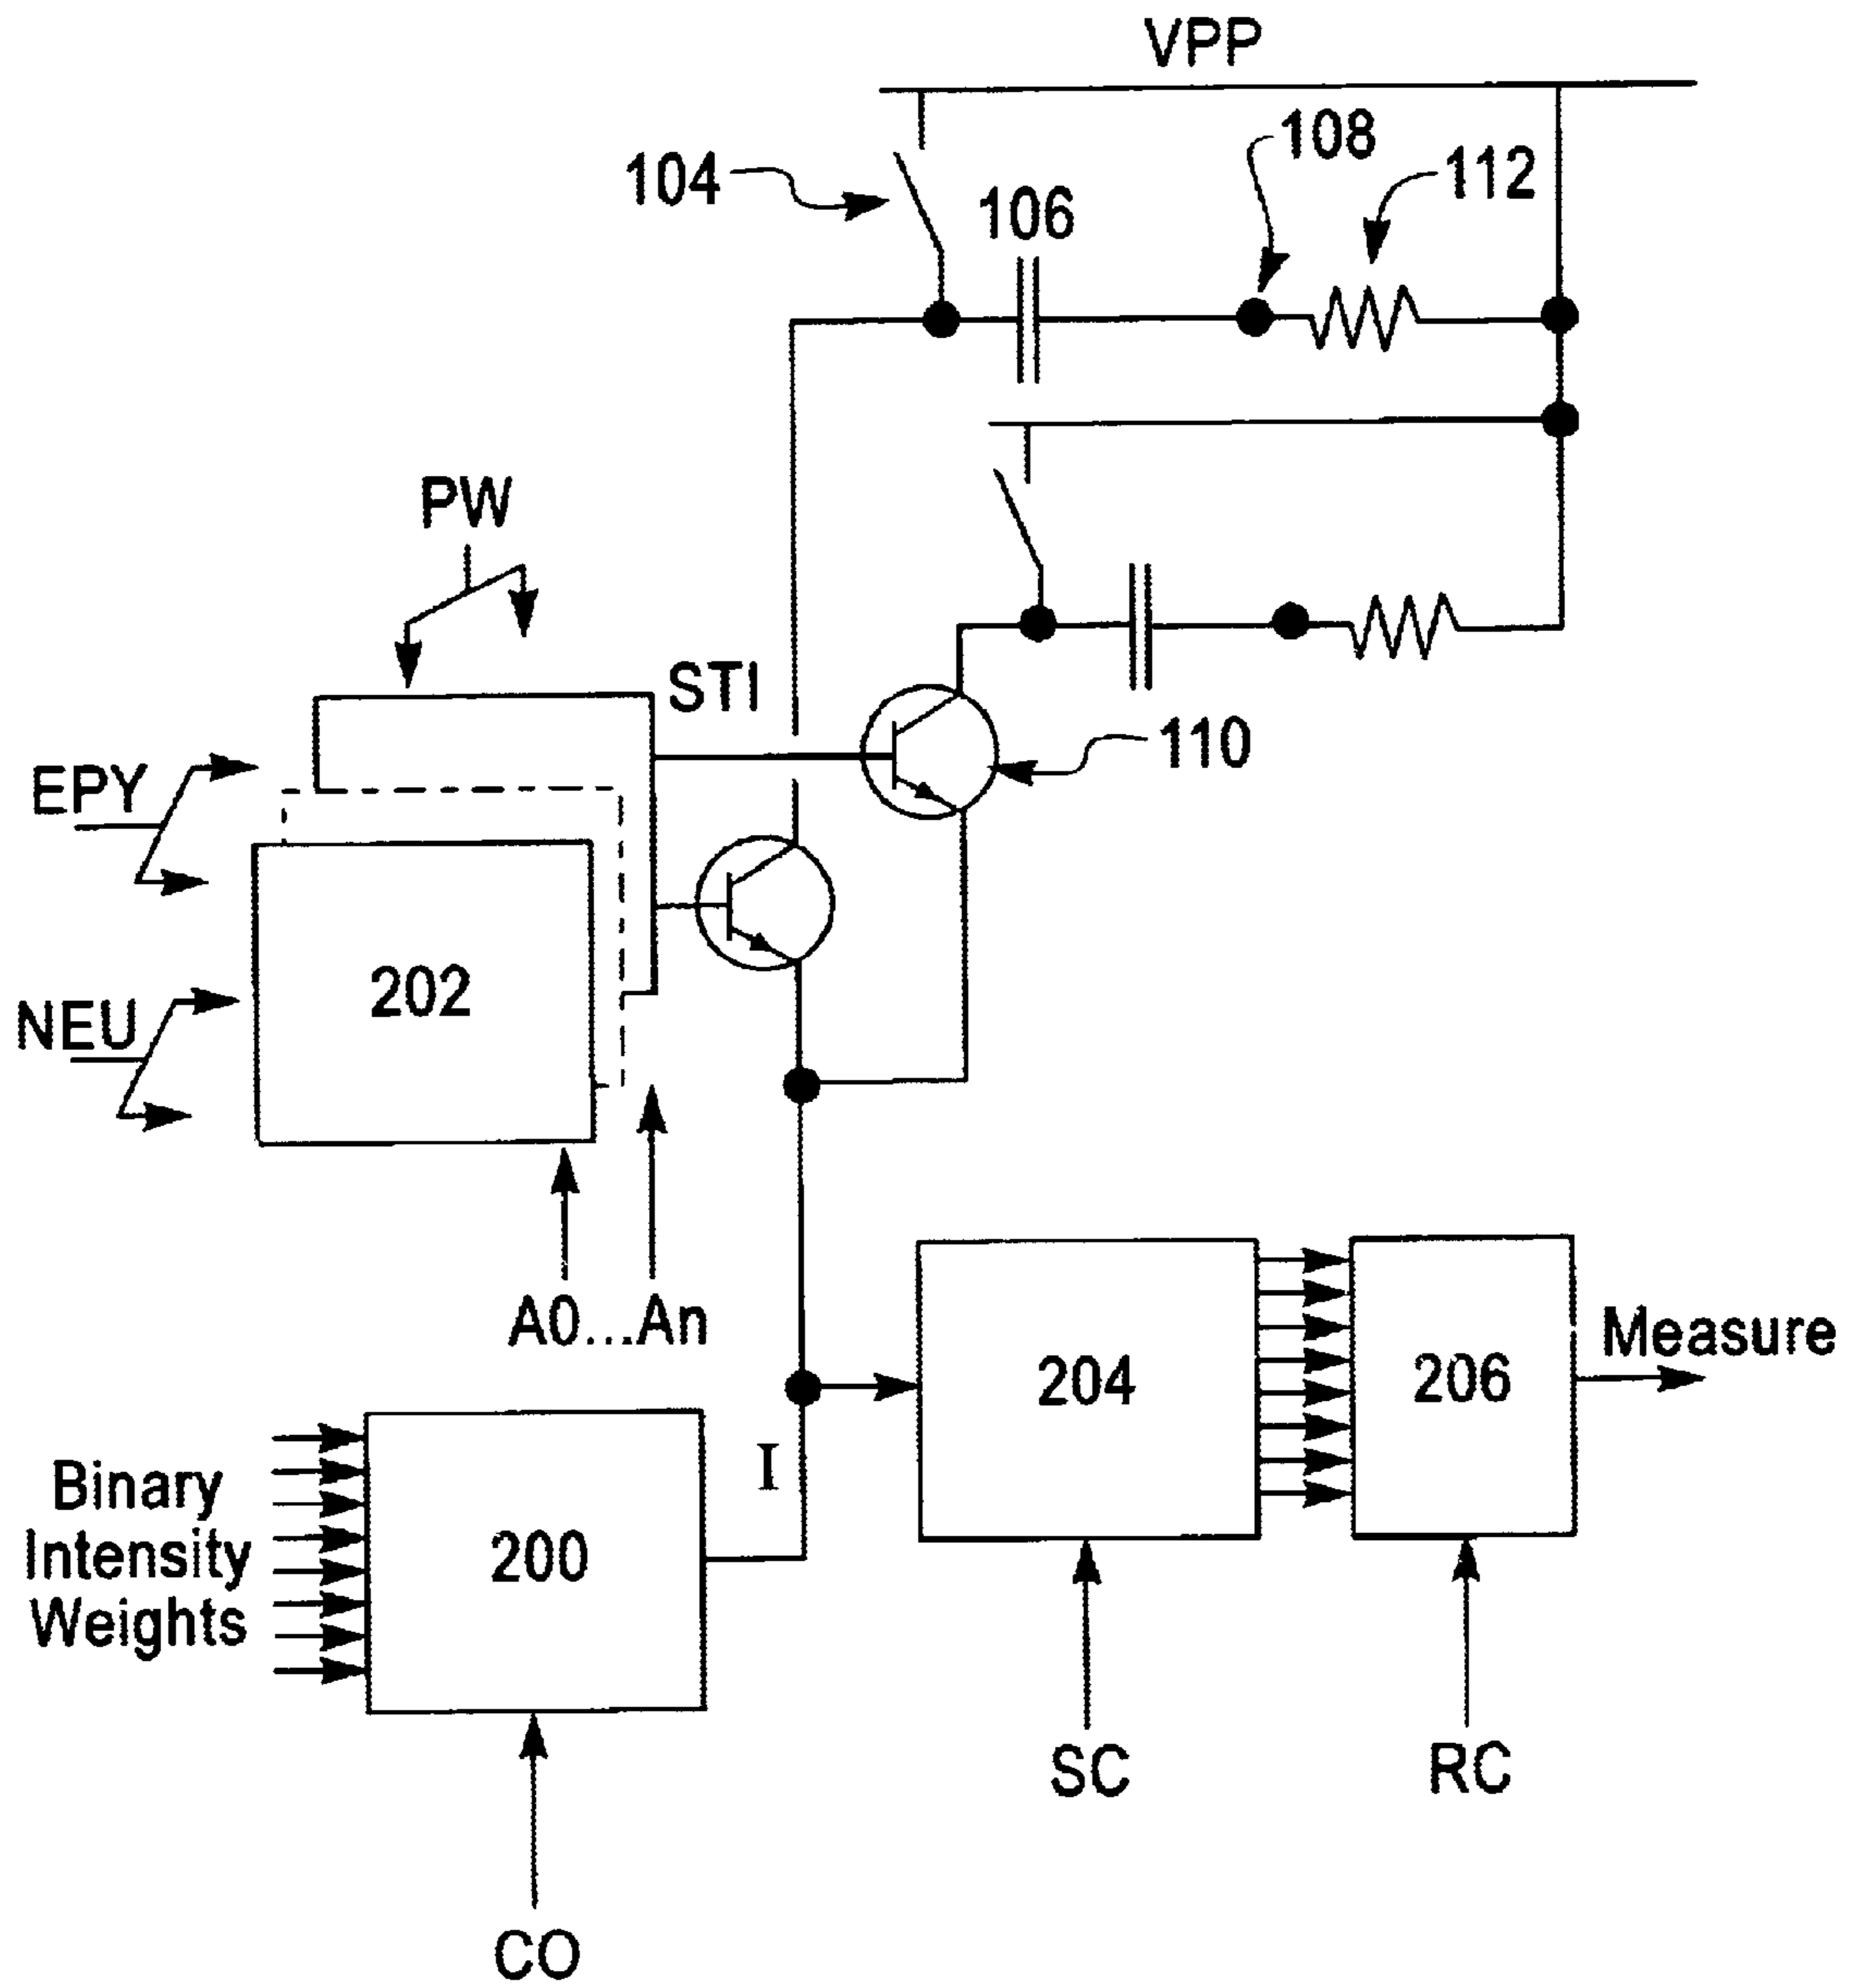 VPP
108
104
112
106
PW
STI
110
EPY
202
NEU
A0...An
204
206
Measure
I
Binary
Intensity
Weights
200
SC
RC
CO